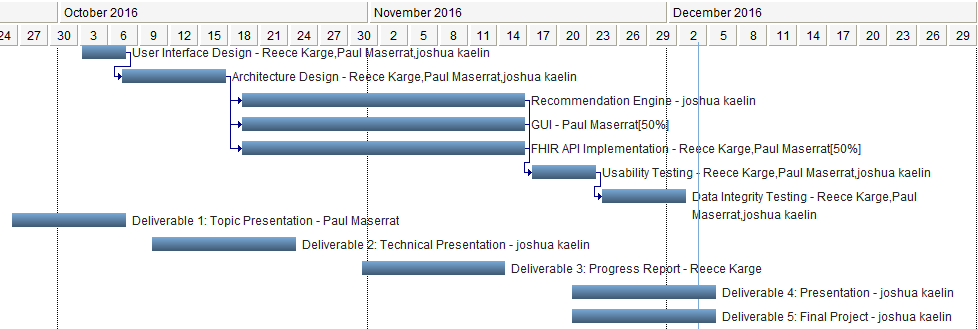 October 2016 November 2016 December 2016
24 27 30 3 6 9 12 15 18 21 24 27 30 2 5 8 11 14 17 20 23 26 29 2 5 8 11 14 17 20 23 26 29
User Interface Design - Reece Karge,Paul Maserrat,joshua kaelin
Architecture Design - Reece Karge,Paul Maserrat,joshua kaelin
Recommendation Engine - joshua kaelin
GUI - Paul Maserrat[50%]
FHIR API Implementation - Reece Karge,Paul Maserrat[50%]
Usability Testing - Reece Karge,Paul Maserrat,joshua kaelin
Data Integrity Testing - Reece Karge,Paul
Maserrat,joshua kaelin
Deliverable 1: Topic Presentation - Paul Maserrat
Deliverable 2: Technical Presentation - joshua kaelin
Deliverable 3: Progress Report - Reece Karge
Deliverable 4: Presentation - joshua kaelin
Deliverable 5: Final Project - joshua kaelin